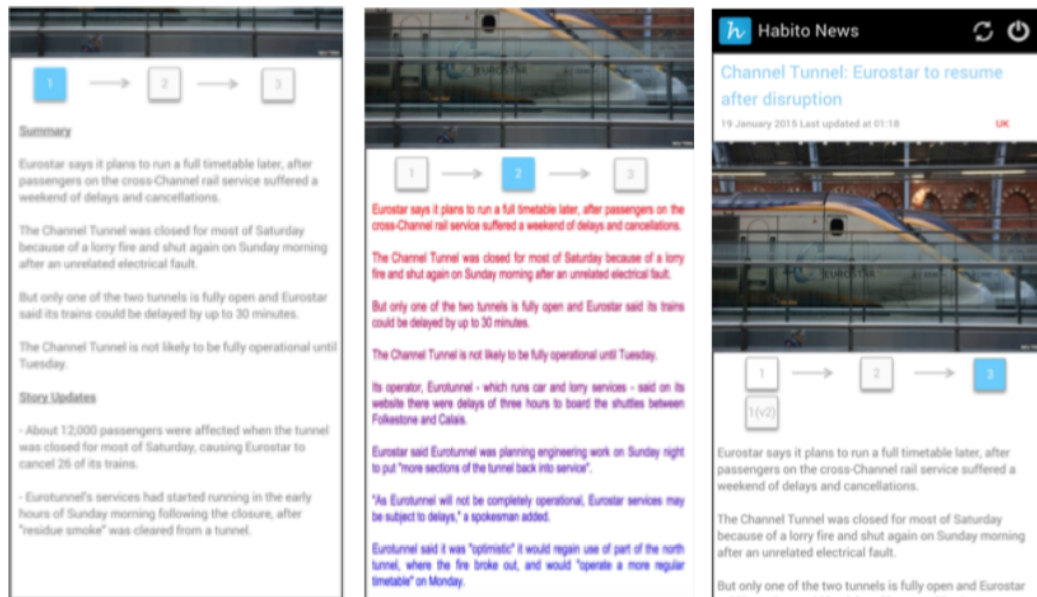 1
2
3
Summary
Eurostar says it plans to run a full timetable later, after
passengers on the cross-Channel rail service suffered a
weekend of delays and cancellations.
The Channel Tunnel was closed for most of Saturday
because of a lorry fire and shut again on Sunday morning
after an unrelated electrical fault.
But only one of the two tunnels is fully open and Eurostar
said its trains could be delayed by up to 30 minutes.
The Channel Tunnel is not likely to be fully operational until
Tuesday.
Story Updates
- About 12,000 passengers were affected when the tunnel
was closed for most of Saturday, causing Eurostar to
cancel 26 of its trains.
- Eurotunnel's services had started running in the early
hours of Sunday morning following the closure, after
"residue smoke" was cleared from a tunnel.
EUROSTAR
1
2
3
Eurostar says it plans to run a full timetable later, after passengers on the
cross-Channel rail service suffered a weekend of delays and cancellations.
The Channel Tunnel was closed for most of Saturday because of a lorry
fire and shut again on Sunday morning after an unrelated electrical fault.
But only one of the two tunnels is fully open and Eurostar said its trains
could be delayed by up to 30 minutes.
The Channel Tunnel is not likely to be fully operational until Tuesday.
Its operator, Eurotunnel - which runs car and lorry services - said on its
website there were delays of three hours to board the shuttles between
Folkestone and Calais.
Eurostar said Eurotunnel was planning engineering work on Sunday night
to put "more sections of the tunnel back into service".
"As Eurotunnel will not be completely operational, Eurostar services may
be subject to delays," a spokesman added.
Eurotunnel said it was "optimistic" it would regain use of part of the north
tunnel, where the fire broke out, and would "operate a more regular
timetable" on Monday.
h Habito News
Channel Tunnel: Eurostar to resume
after disruption
19 January 2015 Last updated at 01:18 UK
EUROSTAR
1
2
3
1(v2)
Eurostar says it plans to run a full timetable later, after
passengers on the cross-Channel rail service suffered a
weekend of delays and cancellations.
The Channel Tunnel was closed for most of Saturday
because of a lorry fire and shut again on Sunday morning
after an unrelated electrical fault.
But only one of the two tunnels is fully open and Eurostar